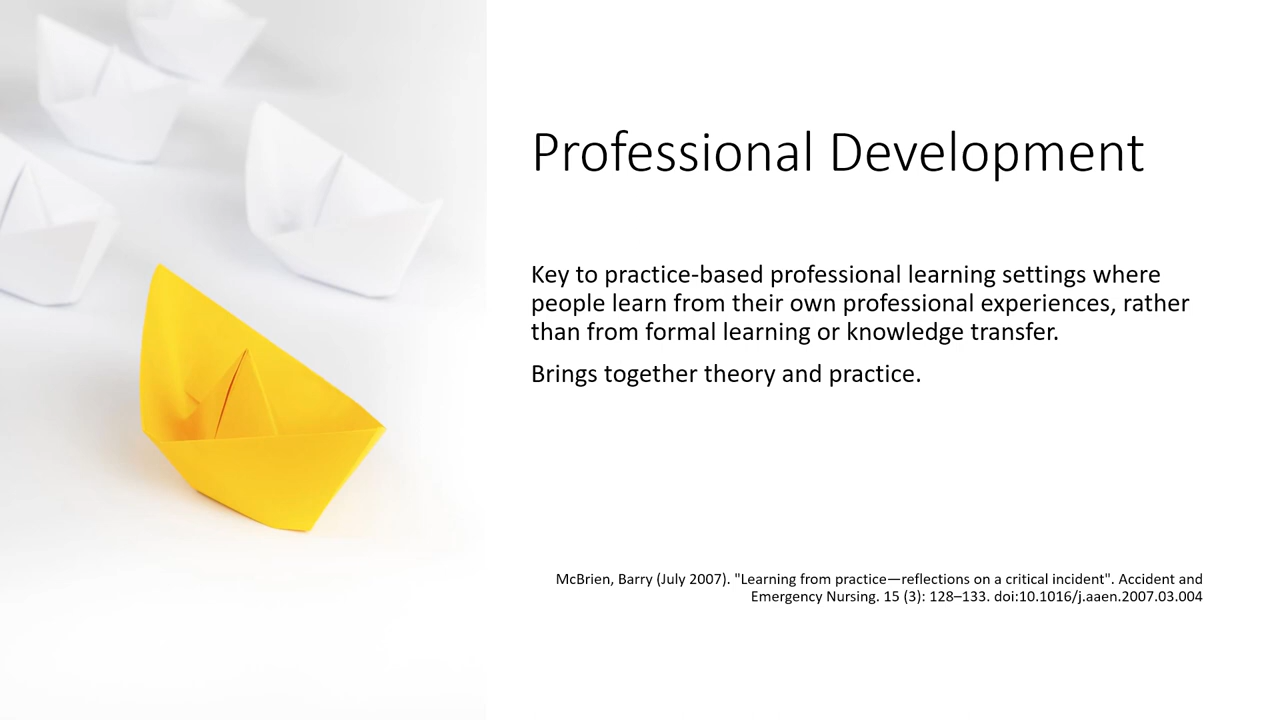 Professional Development
Key to practice-based professional learning settings where
people learn from their own professional experiences, rather
than from formal learning or knowledge transfer.
Brings together theory and practice.
McBrien, Barry (July 2007). "Learning from practice—reflections on a critical incident". Accident and
Emergency Nursing. 15 (3): 128–133. doi:10.1016/j.aaen.2007.03.004